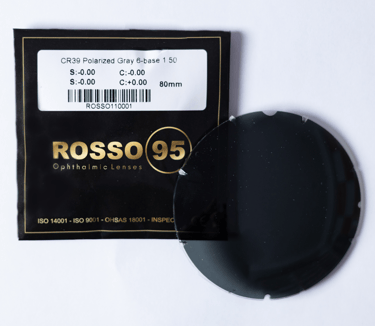 CR39 Polarized Gray 6-base 1 50
S:-0.00 C:-0.00
S:-0.00 C:+0.00 80mm
ROSSO110001
ROSSO 95
Ophthalmic Lenses
ISO 14001 - ISO 9001 - OHSAS 18001 - INSPEC